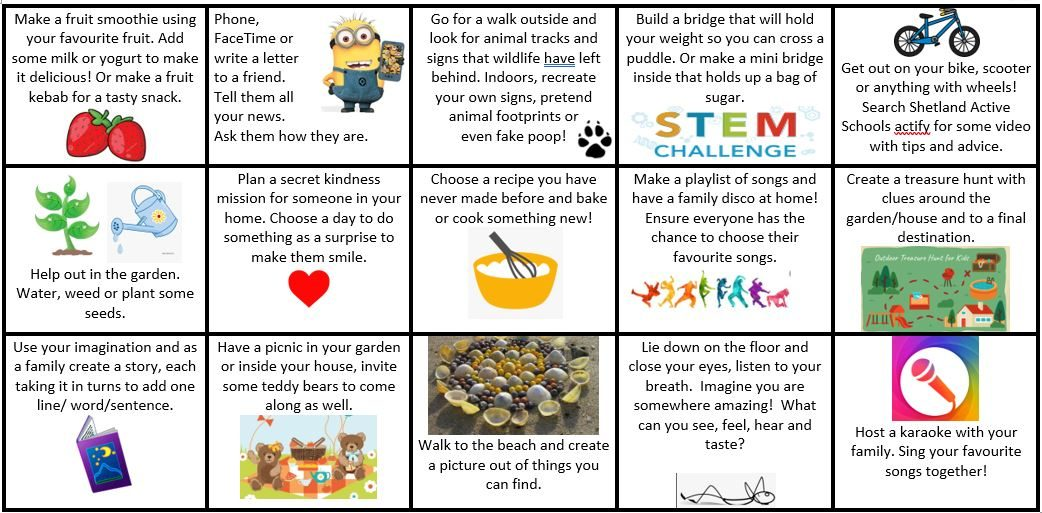 Make a fruit smoothie using
your favourite fruit. Add
some milk or yogurt to make
it delicious! Or make a fruit
kebab for a tasty snack.
Phone,
FaceTime or
write a letter
to a friend.
Tell them all
your news.
Ask them how they are.
Go for a walk outside and
look for animal tracks and
signs that wildlife have left
behind. Indoors, recreate
your own signs, pretend
animal footprints or
even fake poop!
Build a bridge that will hold
your weight so you can cross a
puddle. Or make a mini bridge
inside that holds up a bag of
sugar.
STEM
CHALLENGE
Get out on your bike, scooter
or anything with wheels!
Search Shetland Active
Schools actify for some video
with tips and advice.
Help out in the garden.
Water, weed or plant some
seeds.
Plan a secret kindness
mission for someone in your
home. Choose a day to do
something as a surprise to
make them smile.
Choose a recipe you have
never made before and bake
or cook something new!
Make a playlist of songs and
have a family disco at home!
Ensure everyone has the
chance to choose their
favourite songs.
Create a treasure hunt with
clues around the
garden/house and to a final
destination.
Outdoor Treasure Hunt for Kids
Use your imagination and as
a family create a story, each
taking it in turns to add one
line/ word/sentence.
Have a picnic in your garden
or inside your house, invite
some teddy bears to come
along as well.
Walk to the beach and create
a picture out of things you
can find.
Lie down on the floor and
close your eyes, listen to your
breath.  Imagine you are
somewhere amazing!  What
can you see, feel, hear and
taste?
Host a karaoke with your
family. Sing your favourite
songs together!